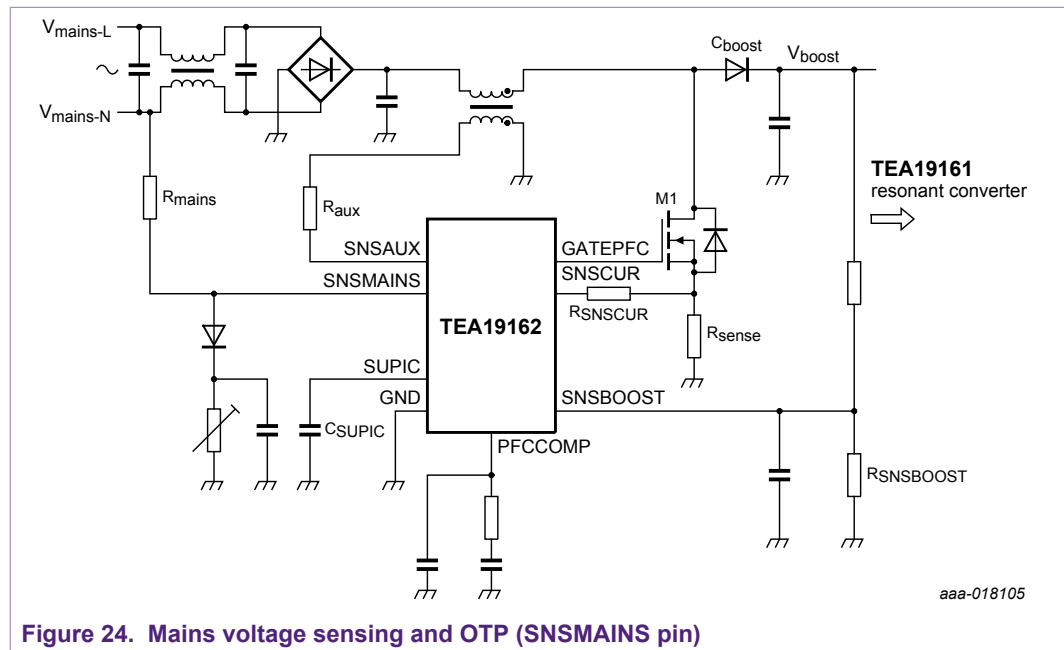 Vmains-L
Cboost
Vboost
Vmains-N
TEA19161
resonant converter
Rmains
Raux
M1
SNSAUX
GATEPFC
SNSMAINS
SNSCUR
RSNSCUR
TEA19162
Rsense
SUPIC
GND
SNSBOOST
CSUPIC
PFCCOMP
RSNSBOOST
aaa-018105
Figure 24. Mains voltage sensing and OTP (SNSMAINS pin)